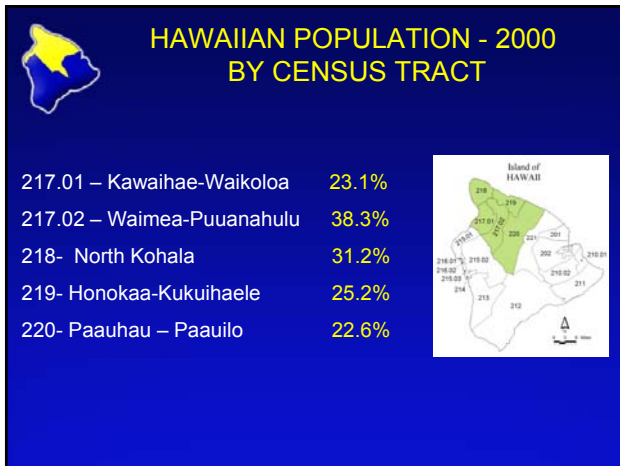 HAWAIIAN POPULATION - 2000
BY CENSUS TRACT
217.01 – Kawaihae-Waikoloa 23.1%
217.02 – Waimea-Puuanahulu 38.3%
218- North Kohala 31.2%
219- Honokaa-Kukuihaele 25.2%
220- Paauhau – Paauilo 22.6%
Island of
HAWAII
218
219
217.01
217.02
220
221
201
215.01
202
210.01
216.01
215.02
216.02
210.02
215.03
211
214
213
212